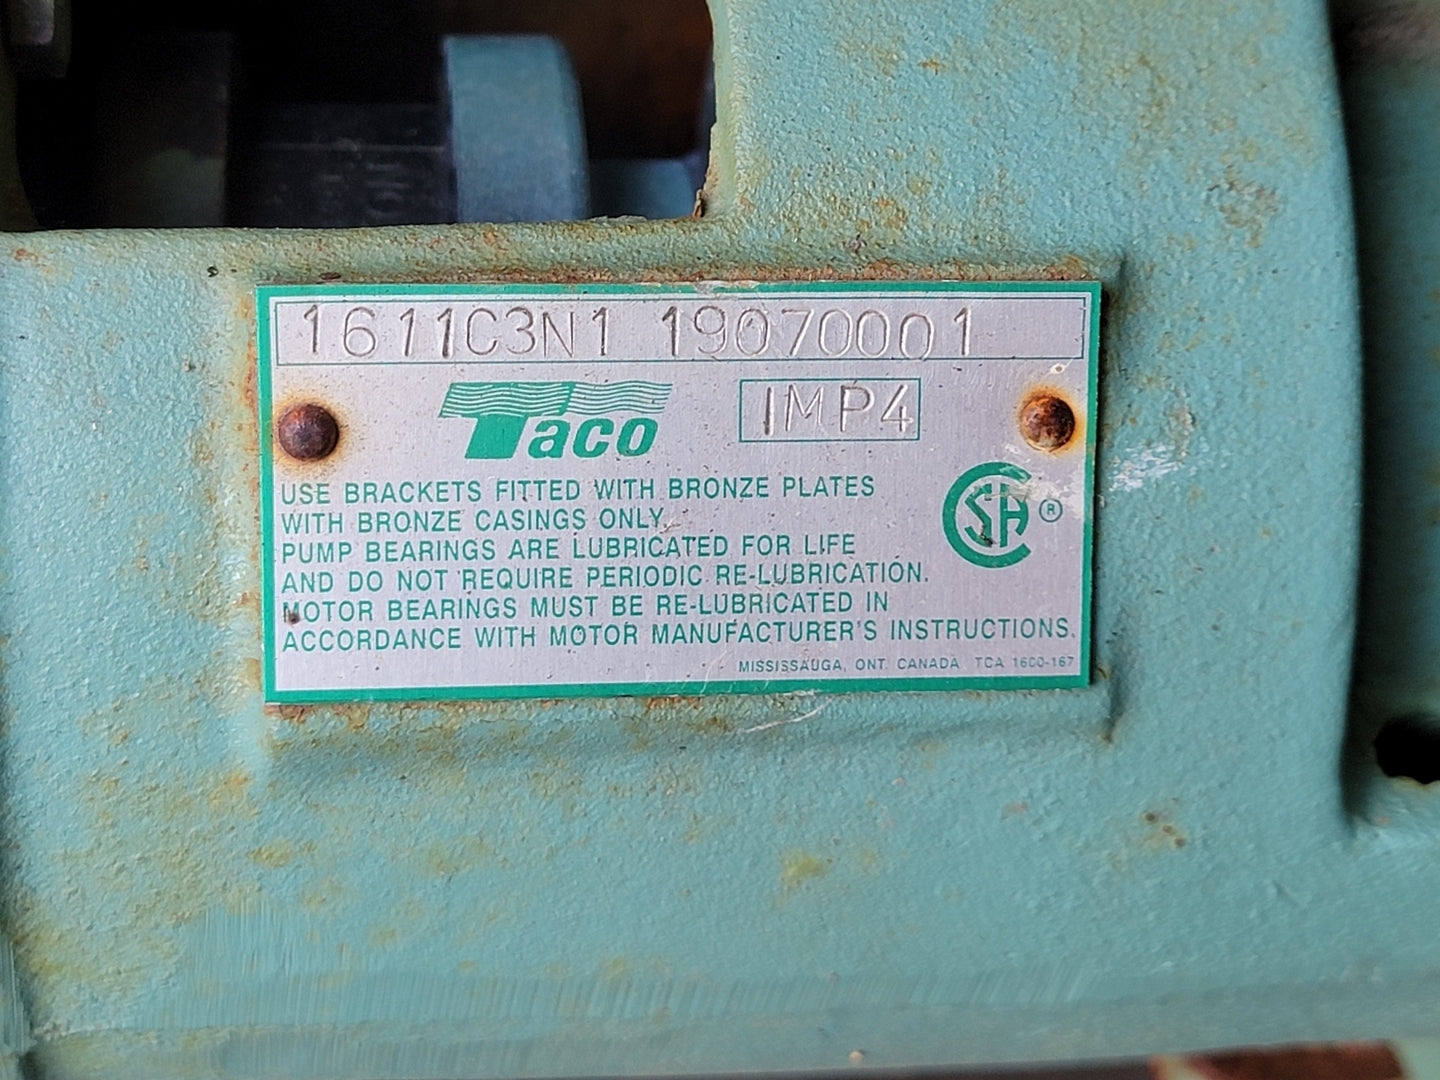 1611C3N1 19070001
Taco IMP4
USE BRACKETS FITTED WITH BRONZE PLATES
WITH BRONZE CASINGS ONLY.
CSA ®
PUMP BEARINGS ARE LUBRICATED FOR LIFE
AND DO NOT REQUIRE PERIODIC RE-LUBRICATION.
MOTOR BEARINGS MUST BE RE-LUBRICATED IN
ACCORDANCE WITH MOTOR MANUFACTURER'S INSTRUCTIONS.
MISSISSAUGA, ONT. CANADA TCA 1600-167